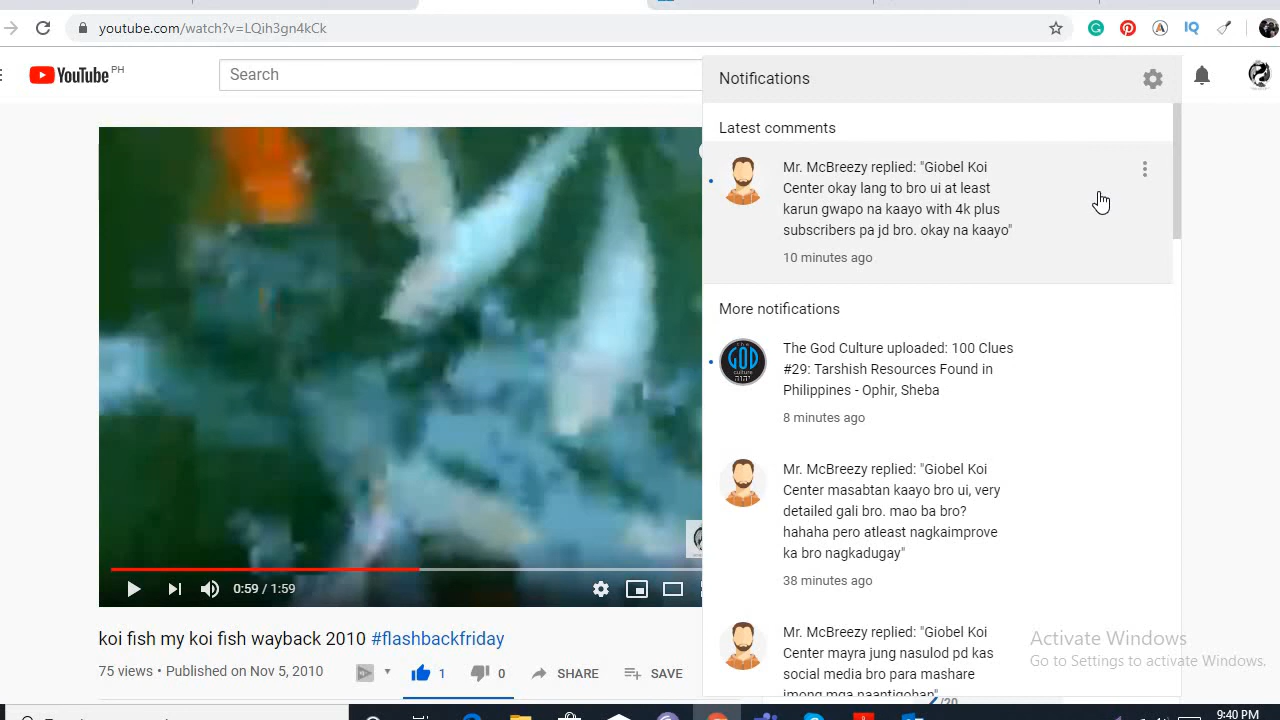 youtube.com/watch?v=LQih3gn4kCk
YouTube PH
Search
Notifications
Latest comments
Mr. McBreezy replied: "Giobel Koi
Center okay lang to bro ui at least
karun gwapo na kaayo with 4k plus
subscribers pa jd bro. okay na kaayo"
10 minutes ago
More notifications
the
GOD
culture
יהוה
The God Culture uploaded: 100 Clues
#29: Tarshish Resources Found in
Philippines - Ophir, Sheba
8 minutes ago
Mr. McBreezy replied: "Giobel Koi
Center masabtan kaayo bro ui, very
detailed gali bro. mao ba bro?
hahaha pero atleast nagkaimprove
ka bro nagkadugay"
38 minutes ago
Mr. McBreezy replied: "Giobel Koi
Center mayra jung nasulod pd kas
social media bro para mashare
imong mga naantigohan"
0:59 / 1:59
koi fish my koi fish wayback 2010 #flashbackfriday
75 views • Published on Nov 5, 2010
1
0
SHARE
SAVE
/20
Activate Windows
Go to Settings to activate Windows.
9:40 PM